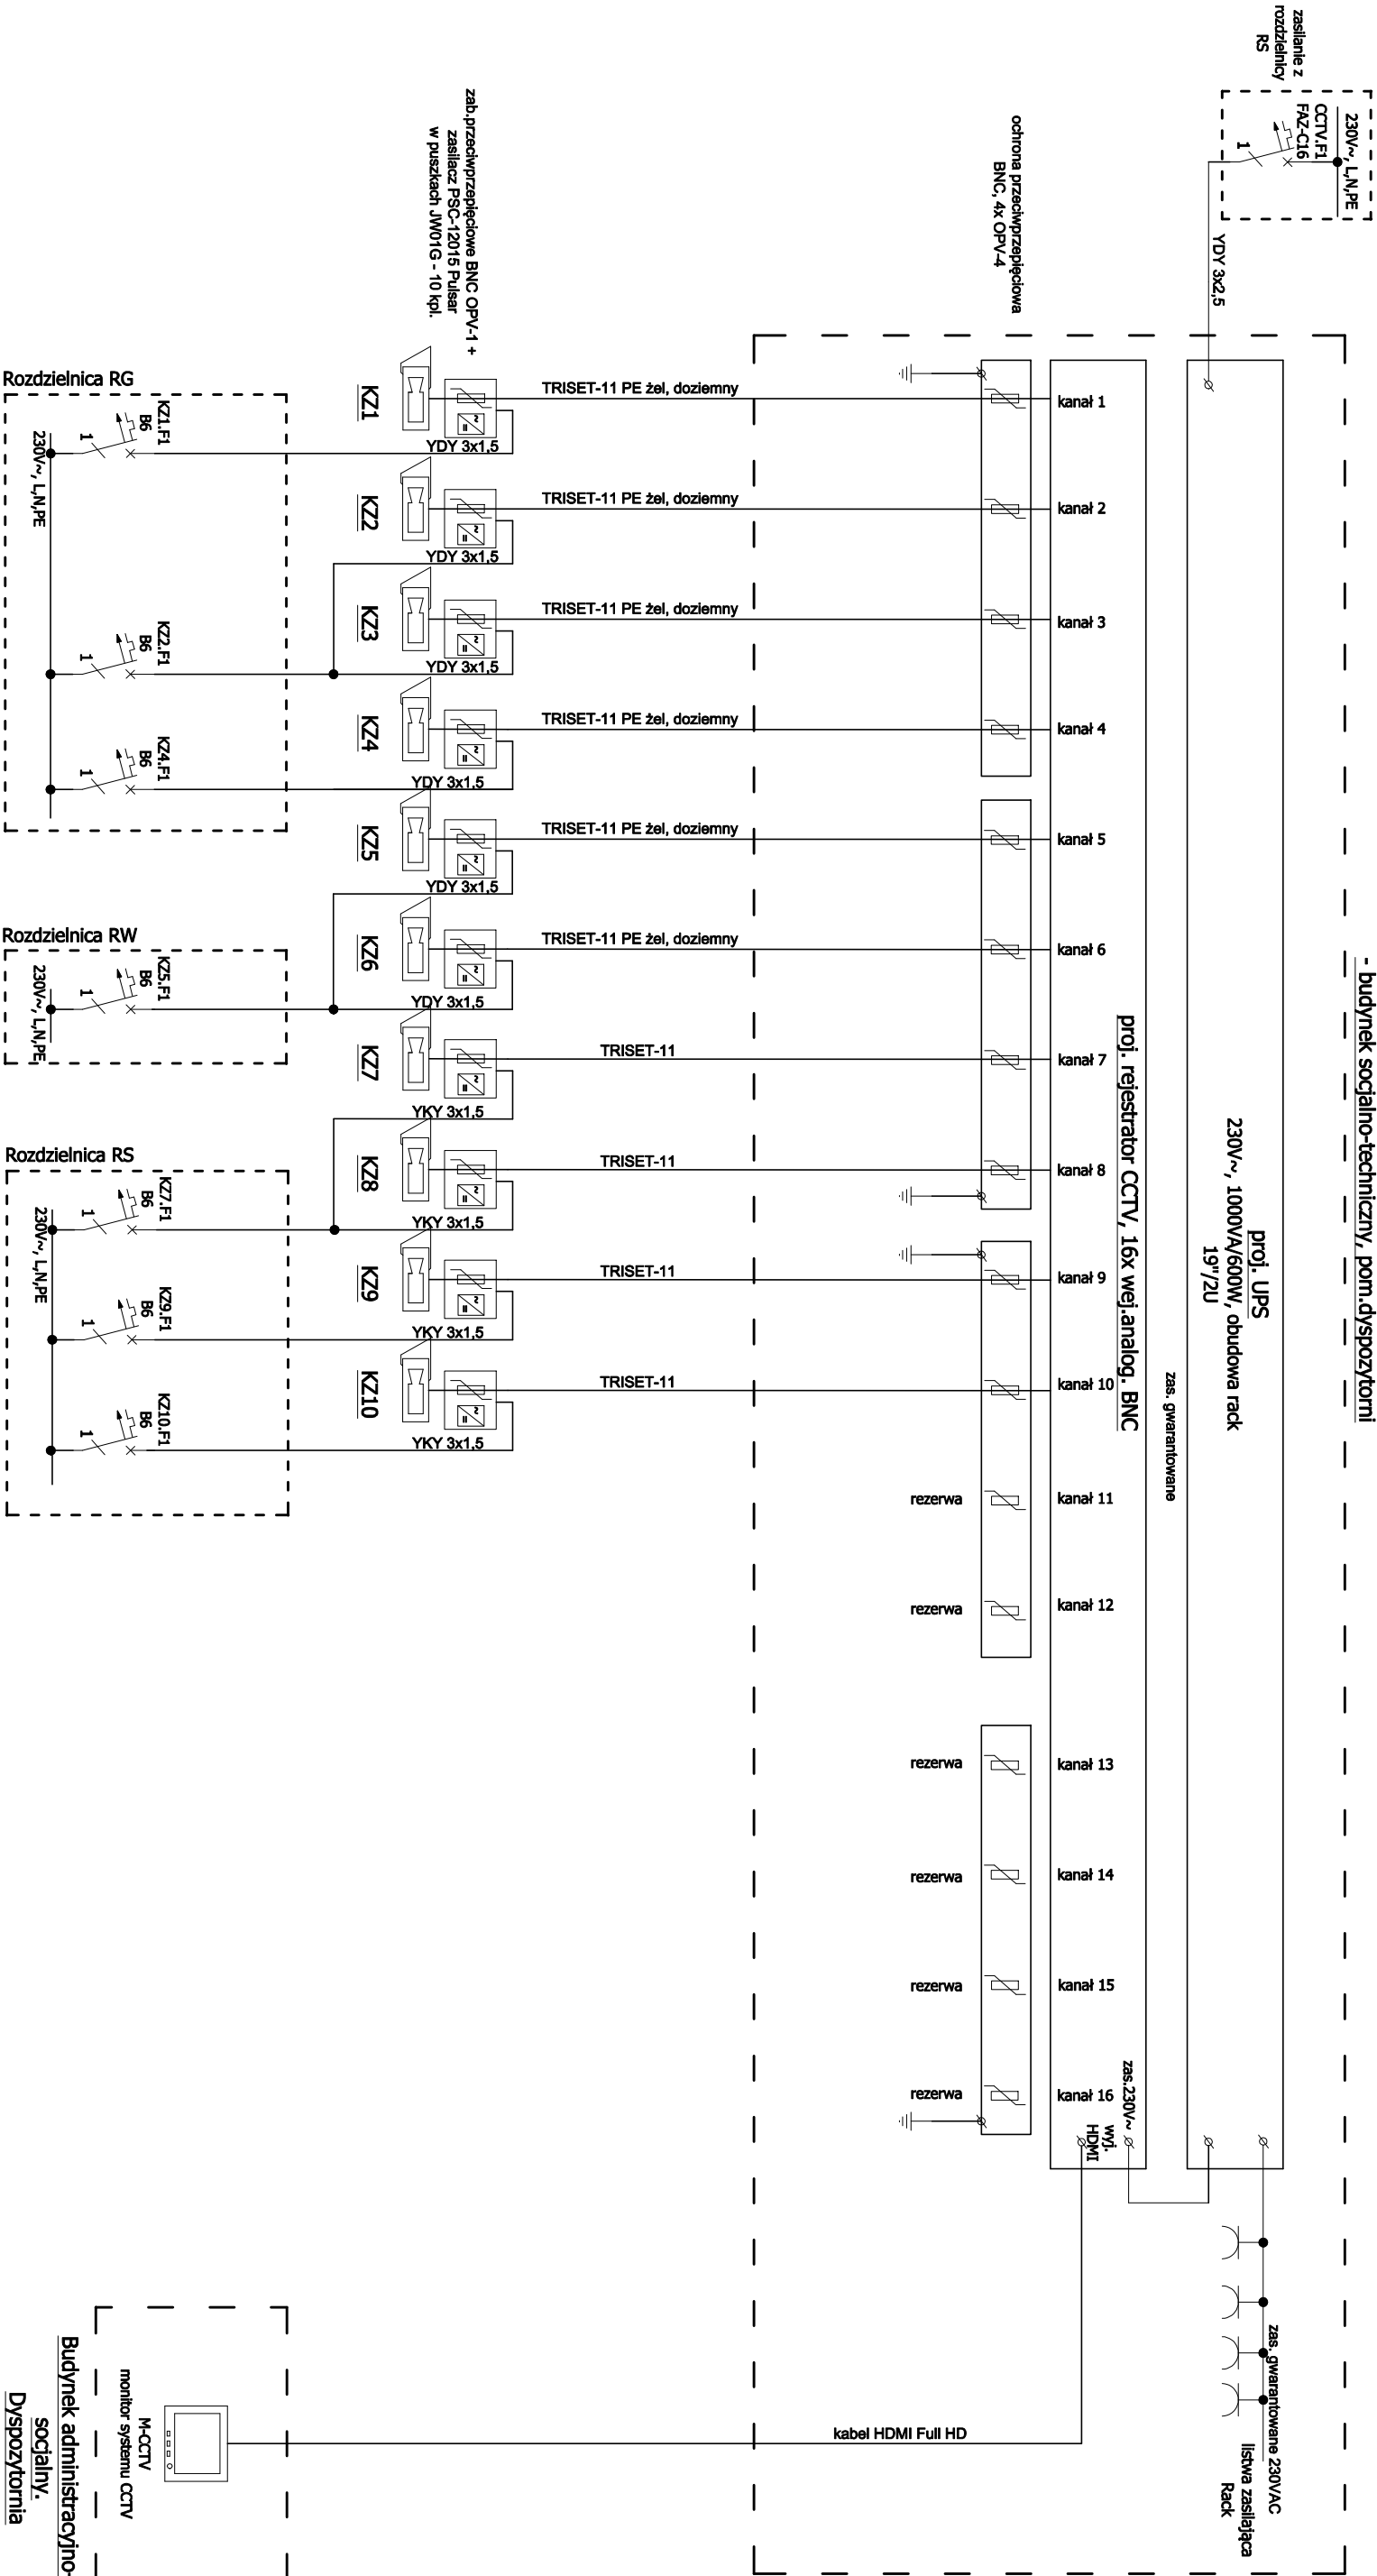 - budynek socjalno-techniczny, pom.dyspozytorni
zasilanie z
rozdzielnicy
RS
230V~, L,N,PE
CCTV.F1
FAZ-C16
1
YDY 3x2,5
proj. UPS
230V~, 1000VA/600W, obudowa rack
19"/2U
zas. gwarantowane
zas. gwarantowane 230VAC
listwa zasilająca
Rack
proj. rejestrator CCTV, 16x wej.analog. BNC
zas.230V~
wyj.
HDMI
kanał 1
kanał 2
kanał 3
kanał 4
kanał 5
kanał 6
kanał 7
kanał 8
kanał 9
kanał 10
kanał 11
kanał 12
kanał 13
kanał 14
kanał 15
kanał 16
ochrona przeciwprzepięciowa
BNC, 4x OPV-4
rezerwa
rezerwa
rezerwa
rezerwa
rezerwa
rezerwa
TRISET-11 PE żel, doziemny
TRISET-11 PE żel, doziemny
TRISET-11 PE żel, doziemny
TRISET-11 PE żel, doziemny
TRISET-11 PE żel, doziemny
TRISET-11 PE żel, doziemny
TRISET-11
TRISET-11
TRISET-11
TRISET-11
kabel HDMI Full HD
zab.przeciwprzepięciowe BNC OPV-1 +
zasilacz PSC-12015 Pulsar
w puszkach JW01G - 10 kpl.
YDY 3x1,5
YDY 3x1,5
YDY 3x1,5
YDY 3x1,5
YDY 3x1,5
YDY 3x1,5
YKY 3x1,5
YKY 3x1,5
YKY 3x1,5
YKY 3x1,5
KZ1
KZ2
KZ3
KZ4
KZ5
KZ6
KZ7
KZ8
KZ9
KZ10
Rozdzielnica RG
KZ1.F1
B6
1
KZ2.F1
B6
1
KZ4.F1
B6
1
230V~, L,N,PE
Rozdzielnica RW
KZ5.F1
B6
1
230V~, L,N,PE
Rozdzielnica RS
KZ7.F1
B6
1
KZ9.F1
B6
1
KZ10.F1
B6
1
230V~, L,N,PE
M-CCTV
monitor systemu CCTV
Budynek administracyjno-
socjalny.
Dyspozytornia